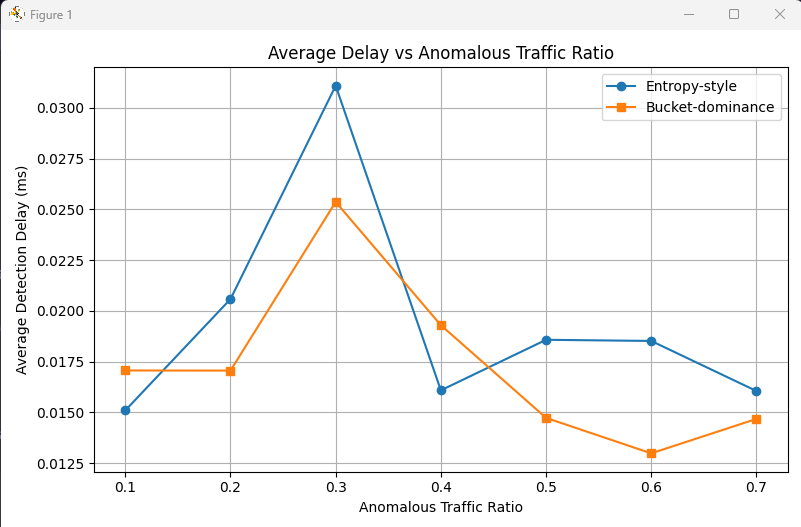 Figure 1
Average Delay vs Anomalous Traffic Ratio
Entropy-style
Bucket-dominance
0.0300
0.0275
0.0250
0.0225
0.0200
0.0175
0.0150
0.0125
Average Detection Delay (ms)
0.1 0.2 0.3 0.4 0.5 0.6 0.7
Anomalous Traffic Ratio